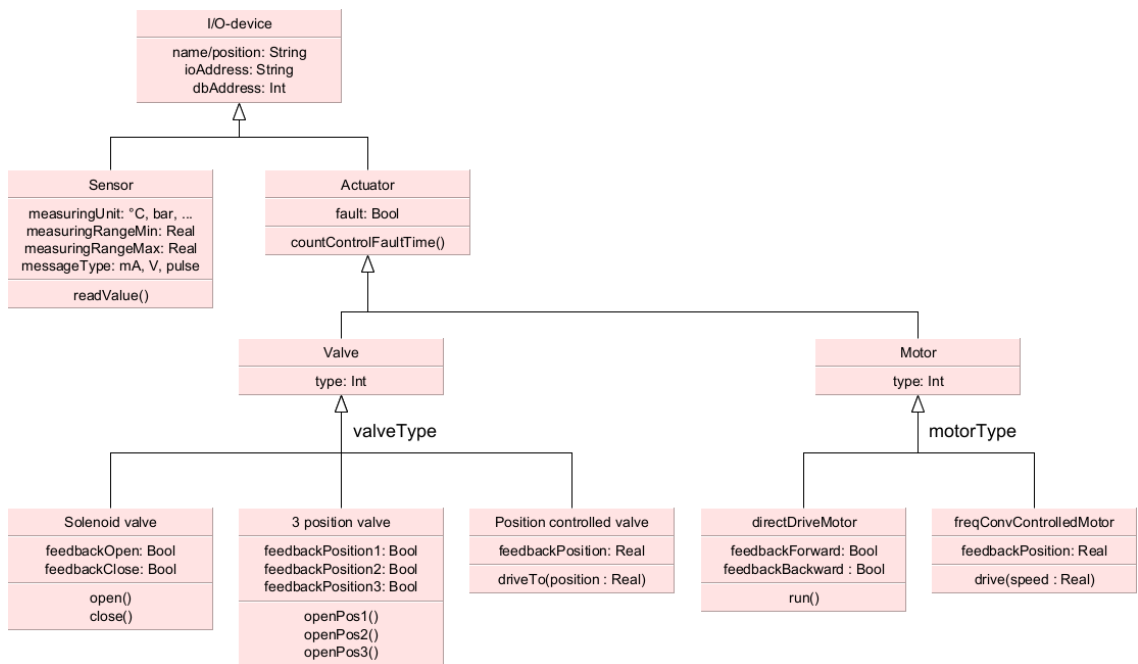 I/O-device
name/position: String
ioAddress: String
dbAddress: Int
Sensor
measuringUnit: °C, bar, ...
measuringRangeMin: Real
measuringRangeMax: Real
messageType: mA, V, pulse
readValue()
Actuator
fault: Bool
countControlFaultTime()
Valve
type: Int
Motor
type: Int
valveType
motorType
Solenoid valve
feedbackOpen: Bool
feedbackClose: Bool
open()
close()
3 position valve
feedbackPosition1: Bool
feedbackPosition2: Bool
feedbackPosition3: Bool
openPos1()
openPos2()
openPos3()
Position controlled valve
feedbackPosition: Real
driveTo(position : Real)
directDriveMotor
feedbackForward: Bool
feedbackBackward : Bool
run()
freqConvControlledMotor
feedbackPosition: Real
drive(speed : Real)